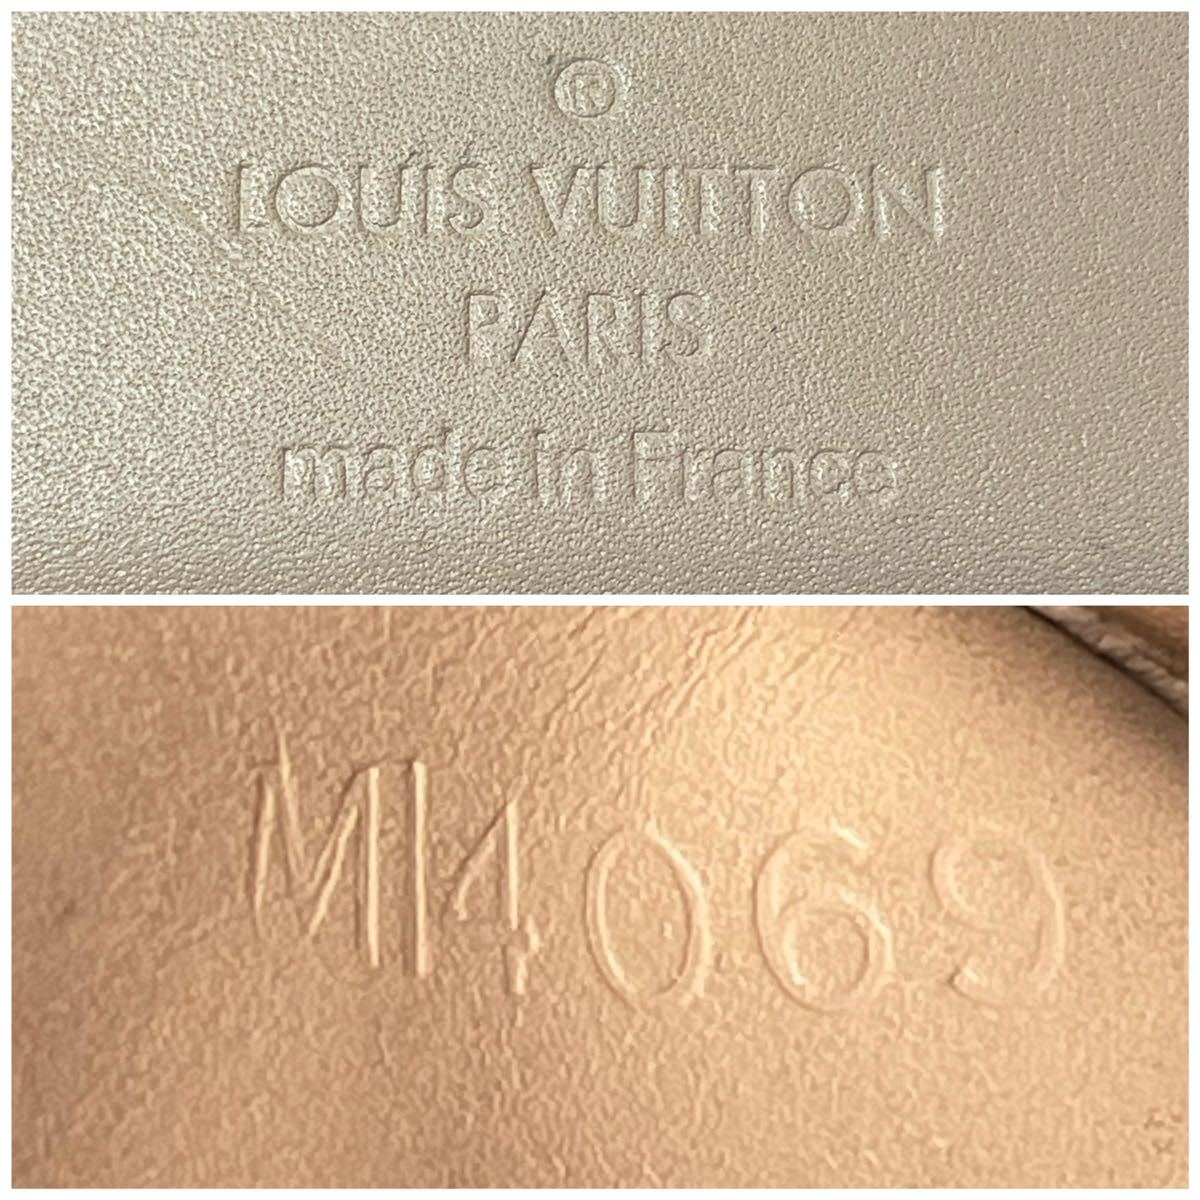 ®
LOUIS VUITTON
PARIS
made in France
MI4069